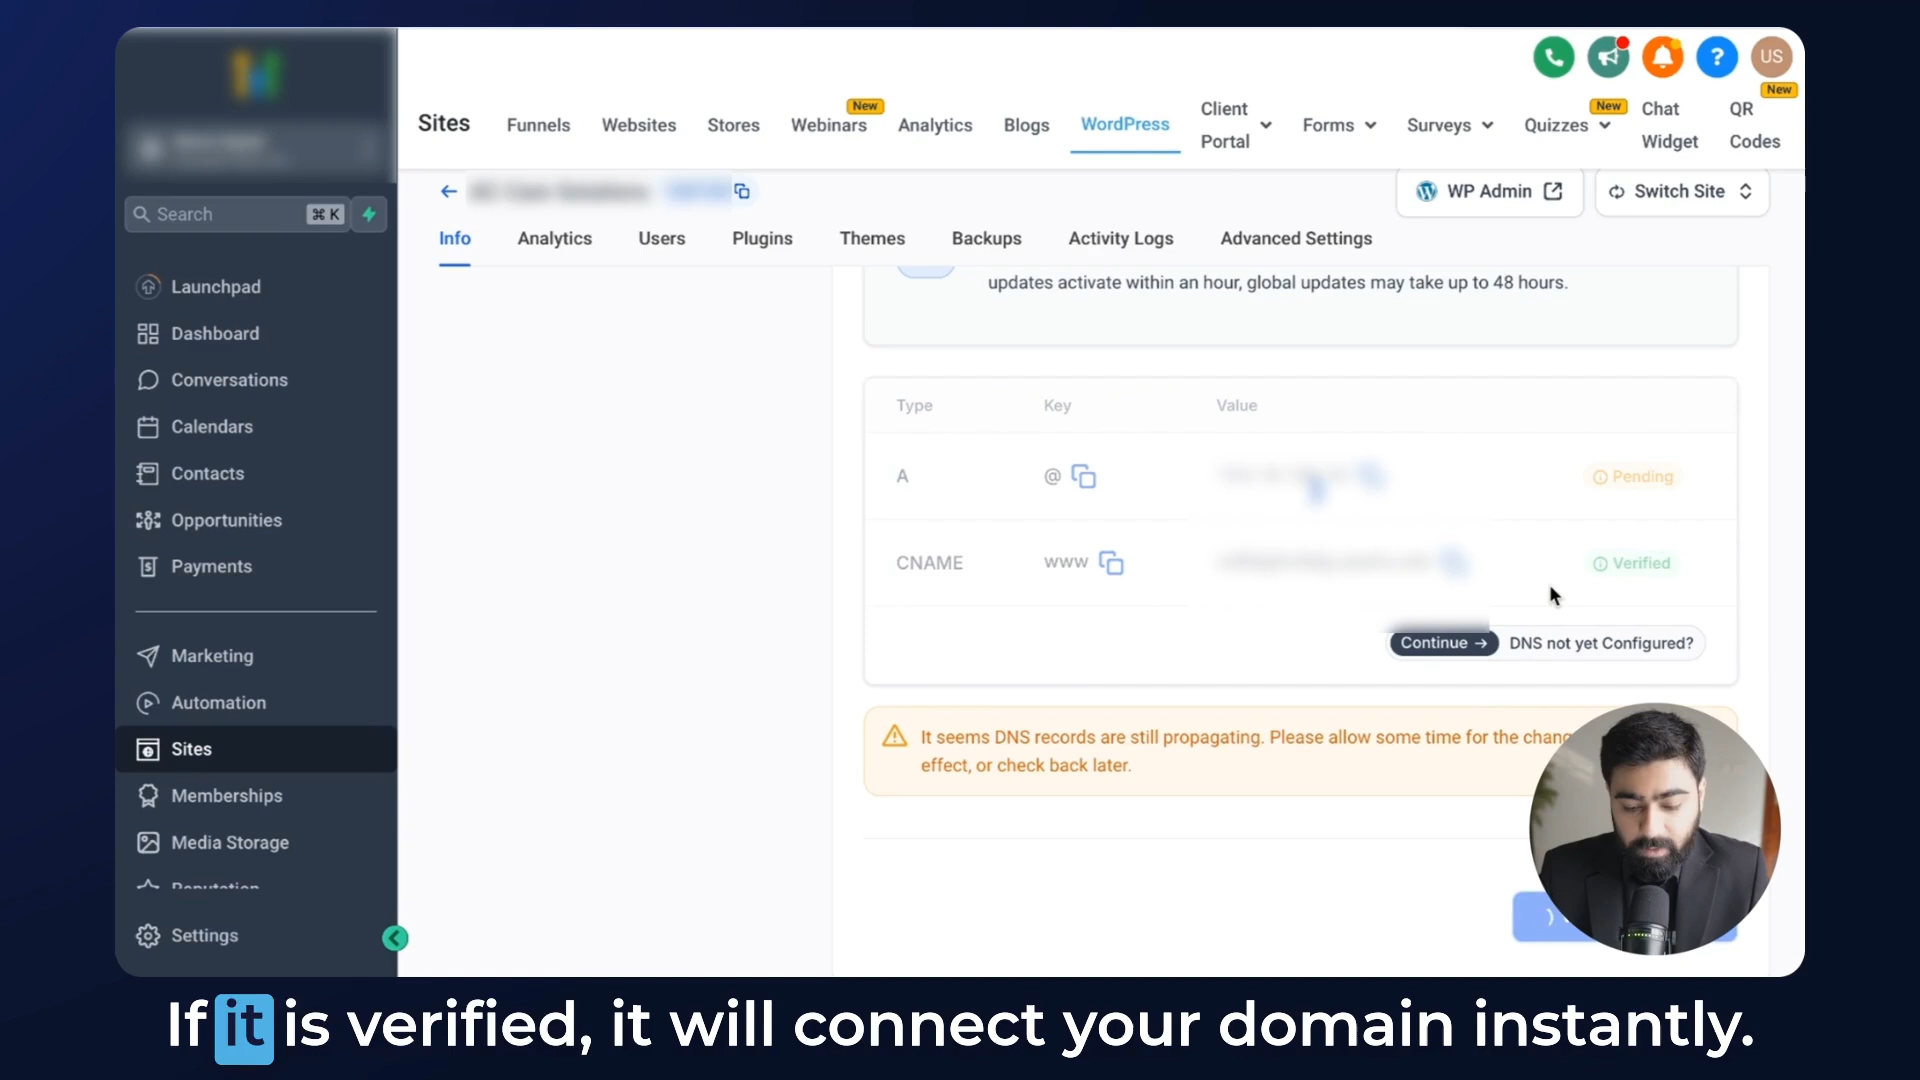 US
Sites
Funnels
Websites
Stores
Webinars
New
Analytics
Blogs
WordPress
Client
Portal
Forms
Surveys
Quizzes
New
Chat
Widget
QR
Codes
New
WP Admin
Switch Site
Search
⌘ K
Info
Analytics
Users
Plugins
Themes
Backups
Activity Logs
Advanced Settings
Launchpad
Dashboard
Conversations
Calendars
Contacts
Opportunities
Payments
Marketing
Automation
Sites
Memberships
Media Storage
Reputation
Settings
updates activate within an hour, global updates may take up to 48 hours.
Type Key Value
A @ Pending
CNAME www Verified
Continue → DNS not yet Configured?
It seems DNS records are still propagating. Please allow some time for the
effect, or check back later.
If it is verified, it will connect your domain instantly.